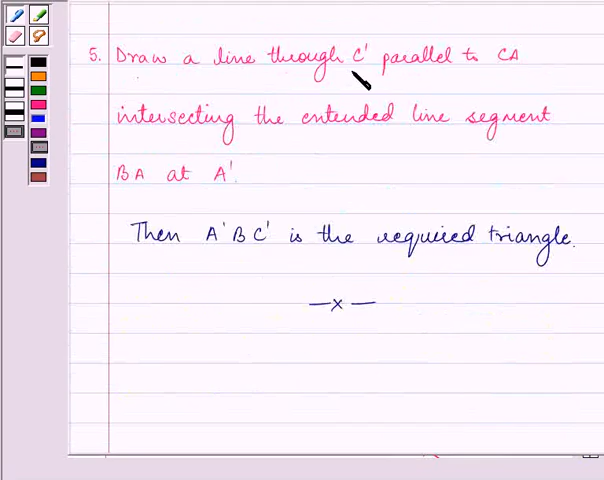 5. Draw a line through C' parallel to CA
intersecting the extended line segment
BA at A'.
Then A'BC' is the required triangle.
—x—